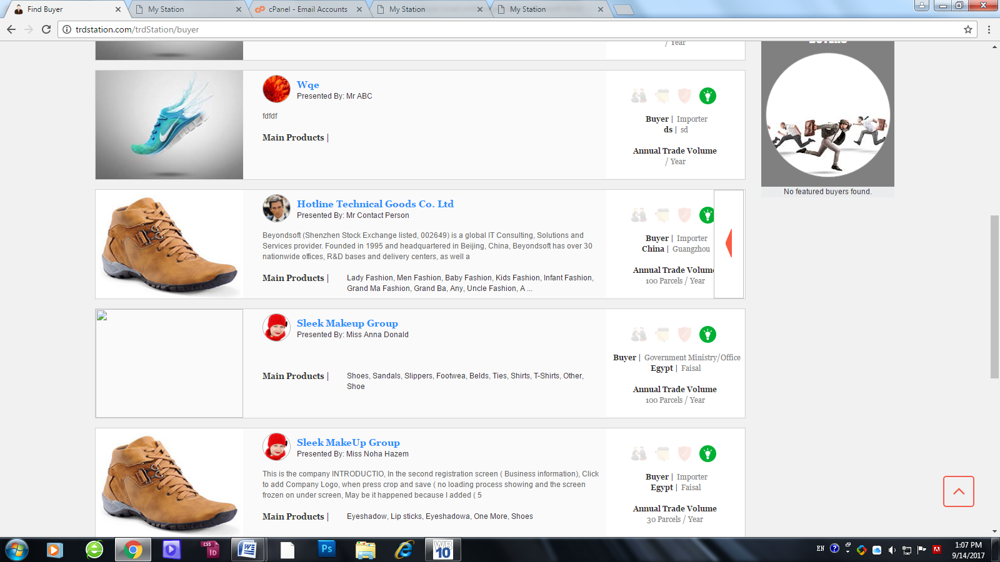 Find Buyer
My Station
cPanel - Email Accounts
My Station
My Station
trdstation.com/trdStation/buyer
/ Year
Wqe
Presented By: Mr ABC
fdfdf
Main Products |
Buyer | Importer
ds | sd
Annual Trade Volume
/ Year
No featured buyers found.
Hotline Technical Goods Co. Ltd
Presented By: Mr Contact Person
Beyondsoft (Shenzhen Stock Exchange listed, 002649) is a global IT Consulting, Solutions and
Services provider. Founded in 1995 and headquartered in Beijing, China, Beyondsoft has over 30
nationwide offices, R&D bases and delivery centers, as well a
Main Products | Lady Fashion, Men Fashion, Baby Fashion, Kids Fashion, Infant Fashion,
Grand Ma Fashion, Grand Ba, Any, Uncle Fashion, A ...
Buyer | Importer
China | Guangzhou
Annual Trade Volum
100 Parcels / Year
Sleek Makeup Group
Presented By: Miss Anna Donald
Main Products | Shoes, Sandals, Slippers, Footwea, Belds, Ties, Shirts, T-Shirts, Other,
Shoe
Buyer | Government Ministry/Office
Egypt | Faisal
Annual Trade Volume
100 Parcels / Year
Sleek MakeUp Group
Presented By: Miss Noha Hazem
This is the company INTRODUCTIO, In the second registration screen ( Business information), Click
to add Company Logo, when press crop and save ( no loading process showing and the screen
frozen on under screen, May be it happened because I added ( 5
Main Products | Eyeshadow, Lip sticks, Eyeshadowa, One More, Shoes
Buyer | Importer
Egypt | Faisal
Annual Trade Volume
30 Parcels / Year
CS5
ID
Ps
WB
10
EN
1:07 PM
9/14/2017